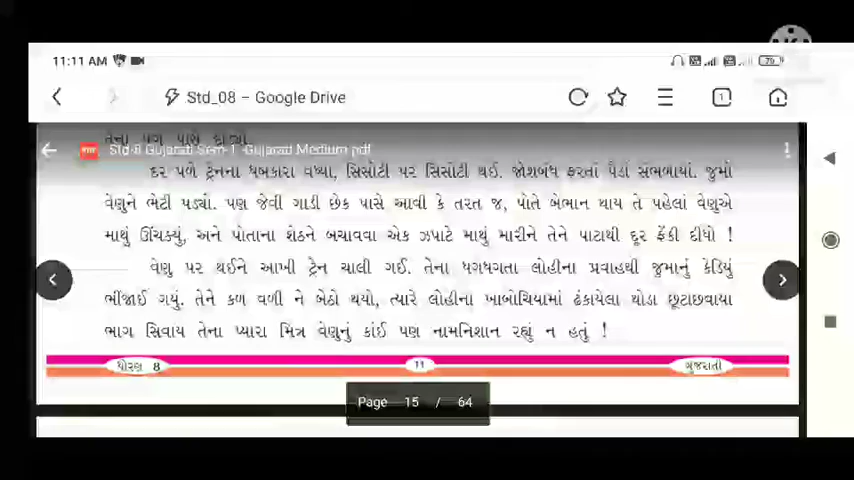 11:11 AM
Std_08 – Google Drive
1
Std-8 Gujarati Sem-1 -Gujarati Medium.pdf
દર પળે ટ્રેનના ધબકારા વધ્યા, સિસોટી પર સિસોટી થઈ. જોશબંધ ફરતાં પૈડાં સંભળાયાં. જુમો
વેણુને ભેટી પડ્યો. પણ જેવી ગાડી છેક પાસે આવી કે તરત જ, પોતે બેભાન થાય તે પહેલાં વેણુએ
માથું ઊંચક્યું, અને પોતાના શેઠને બચાવવા એક ઝપાટે માથું મારીને તેને પાટાથી દૂર ફેંકી દીધો !
વેણુ પર થઈને આખી ટ્રેન ચાલી ગઈ. તેના ધગધગતા લોહીના પ્રવાહથી જુમાનું કેડિયું
ભીંજાઈ ગયું. તેને કળ વળી ને બેઠો થયો, ત્યારે લોહીના ખાબોચિયામાં ઢંકાયેલા થોડા છૂટાછવાયા
ભાગ સિવાય તેના પ્યારા મિત્ર વેણુનું કાંઈ પણ નામનિશાન રહ્યું ન હતું !
ધોરણ 8 11 ગુજરાતી
Page 15 / 64